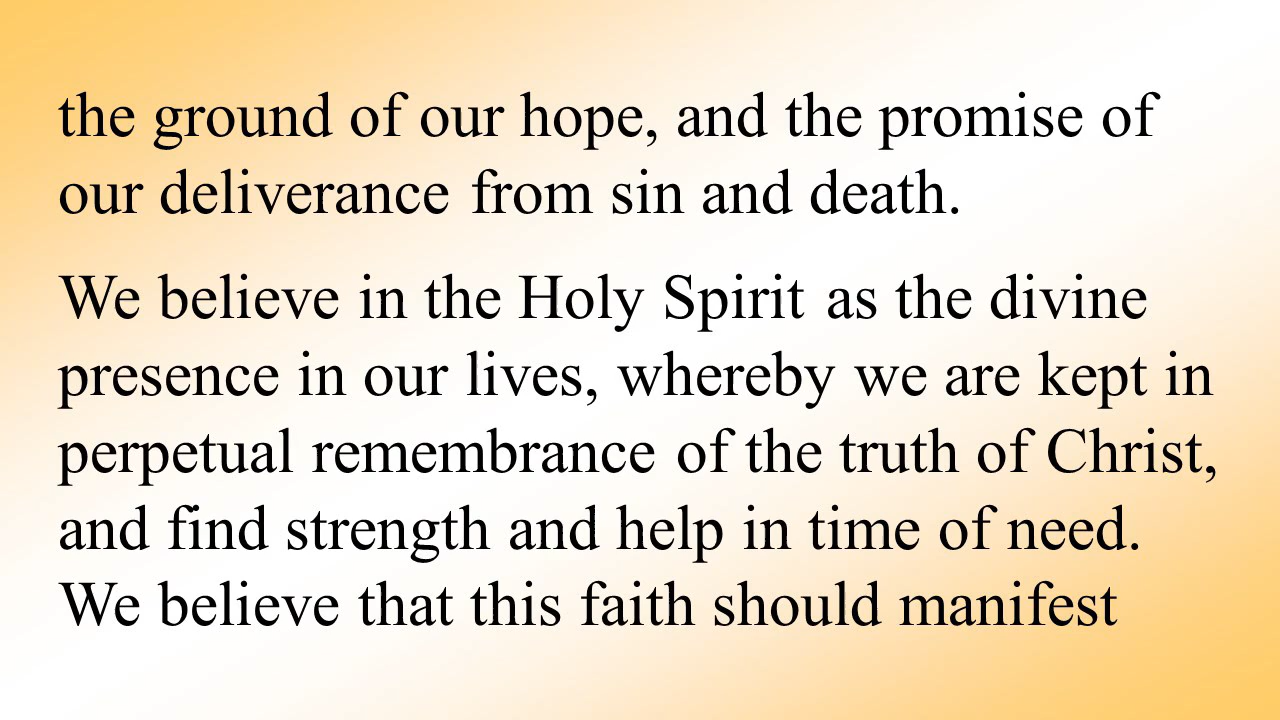 the ground of our hope, and the promise of
our deliverance from sin and death.
We believe in the Holy Spirit as the divine
presence in our lives, whereby we are kept in
perpetual remembrance of the truth of Christ,
and find strength and help in time of need.
We believe that this faith should manifest